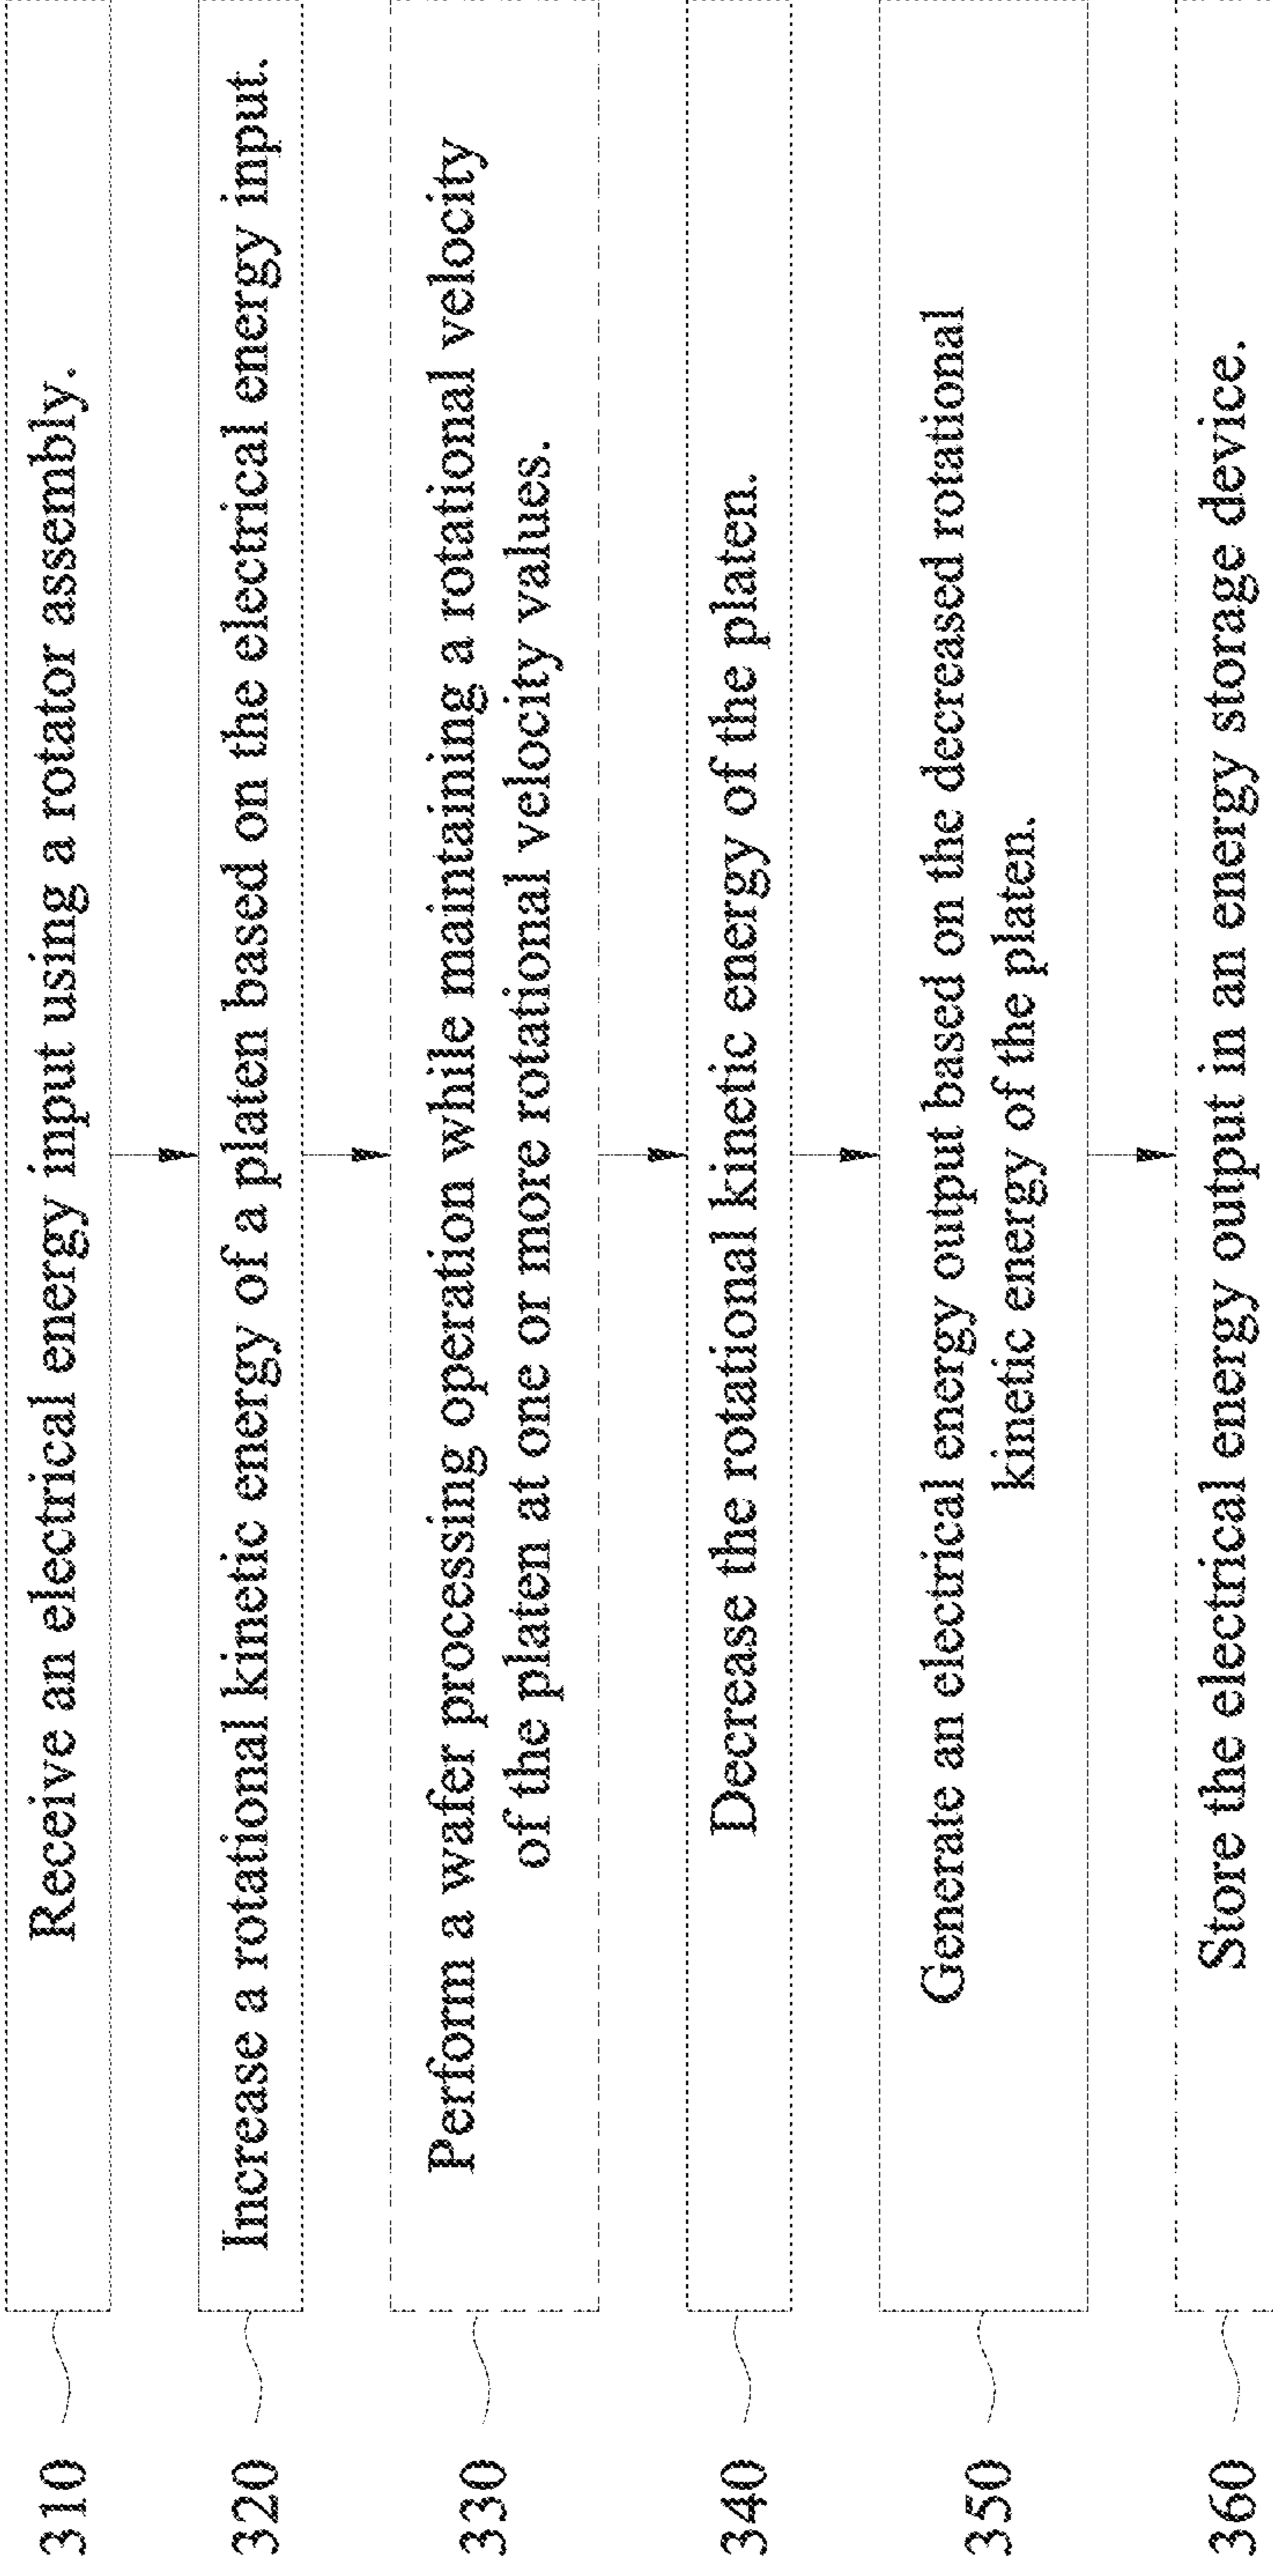 310 Receive an electrical energy input using a rotator assembly.
320 Increase a rotational kinetic energy of a platen based on the electrical energy input.
330 Perform a wafer processing operation while maintaining a rotational velocity
of the platen at one or more rotational velocity values.
340 Decrease the rotational kinetic energy of the platen.
350 Generate an electrical energy output based on the decreased rotational
kinetic energy of the platen.
360 Store the electrical energy output in an energy storage device.